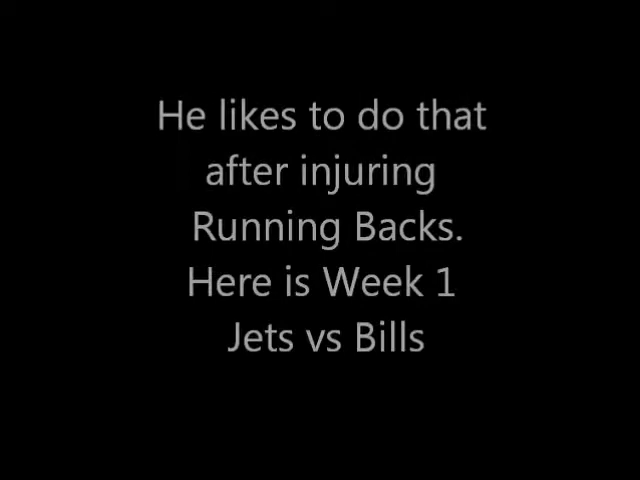 He likes to do that
after injuring
Running Backs.
Here is Week 1
Jets vs Bills